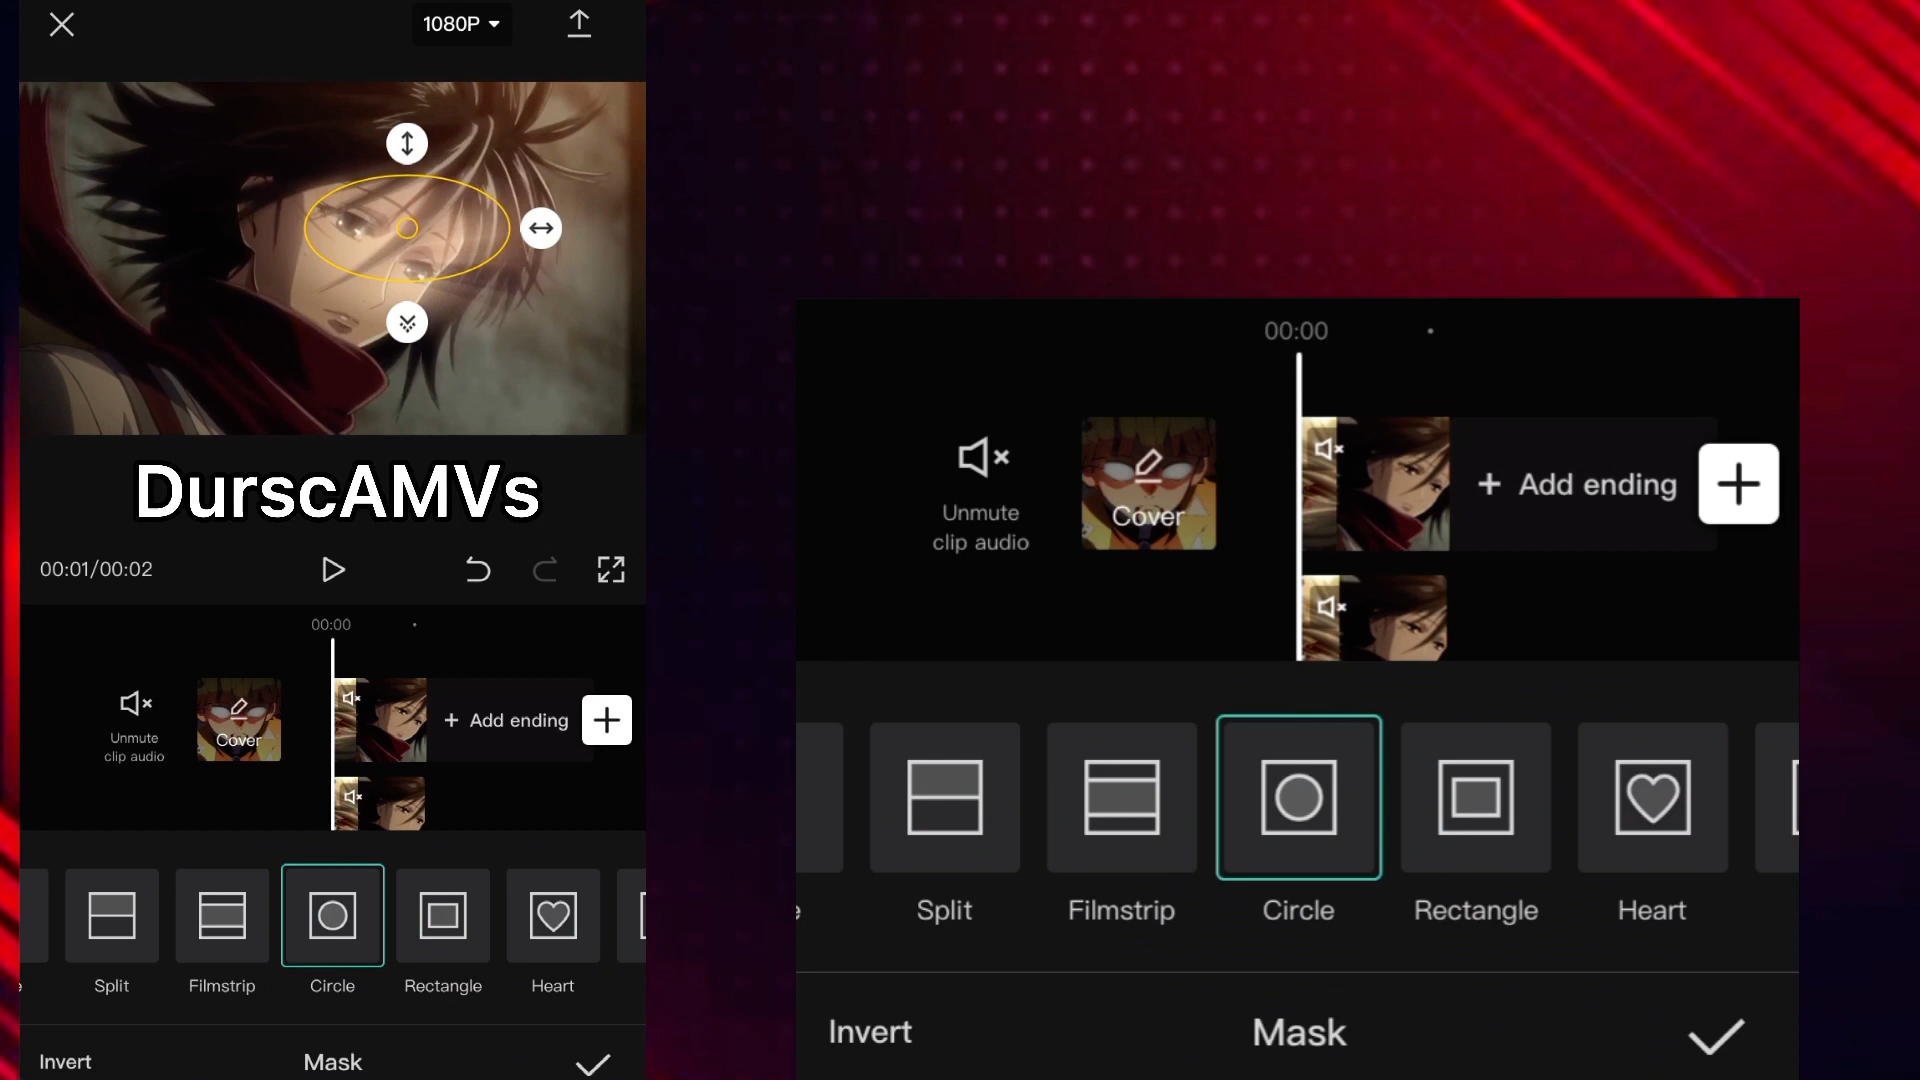 1080P
DurscAMVs
00:01/00:02
00:00
Unmute
clip audio
Cover
+ Add ending
Split
Filmstrip
Circle
Rectangle
Heart
Invert
Mask
00:00
Unmute
clip audio
Cover
+ Add ending
Split
Filmstrip
Circle
Rectangle
Heart
Invert
Mask